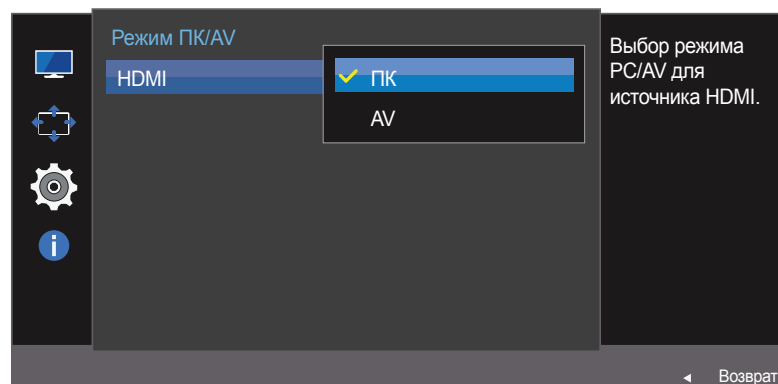 Режим ПК/AV
HDMI
ПК
AV
Выбор режима
PC/AV для
источника HDMI.
Возврат